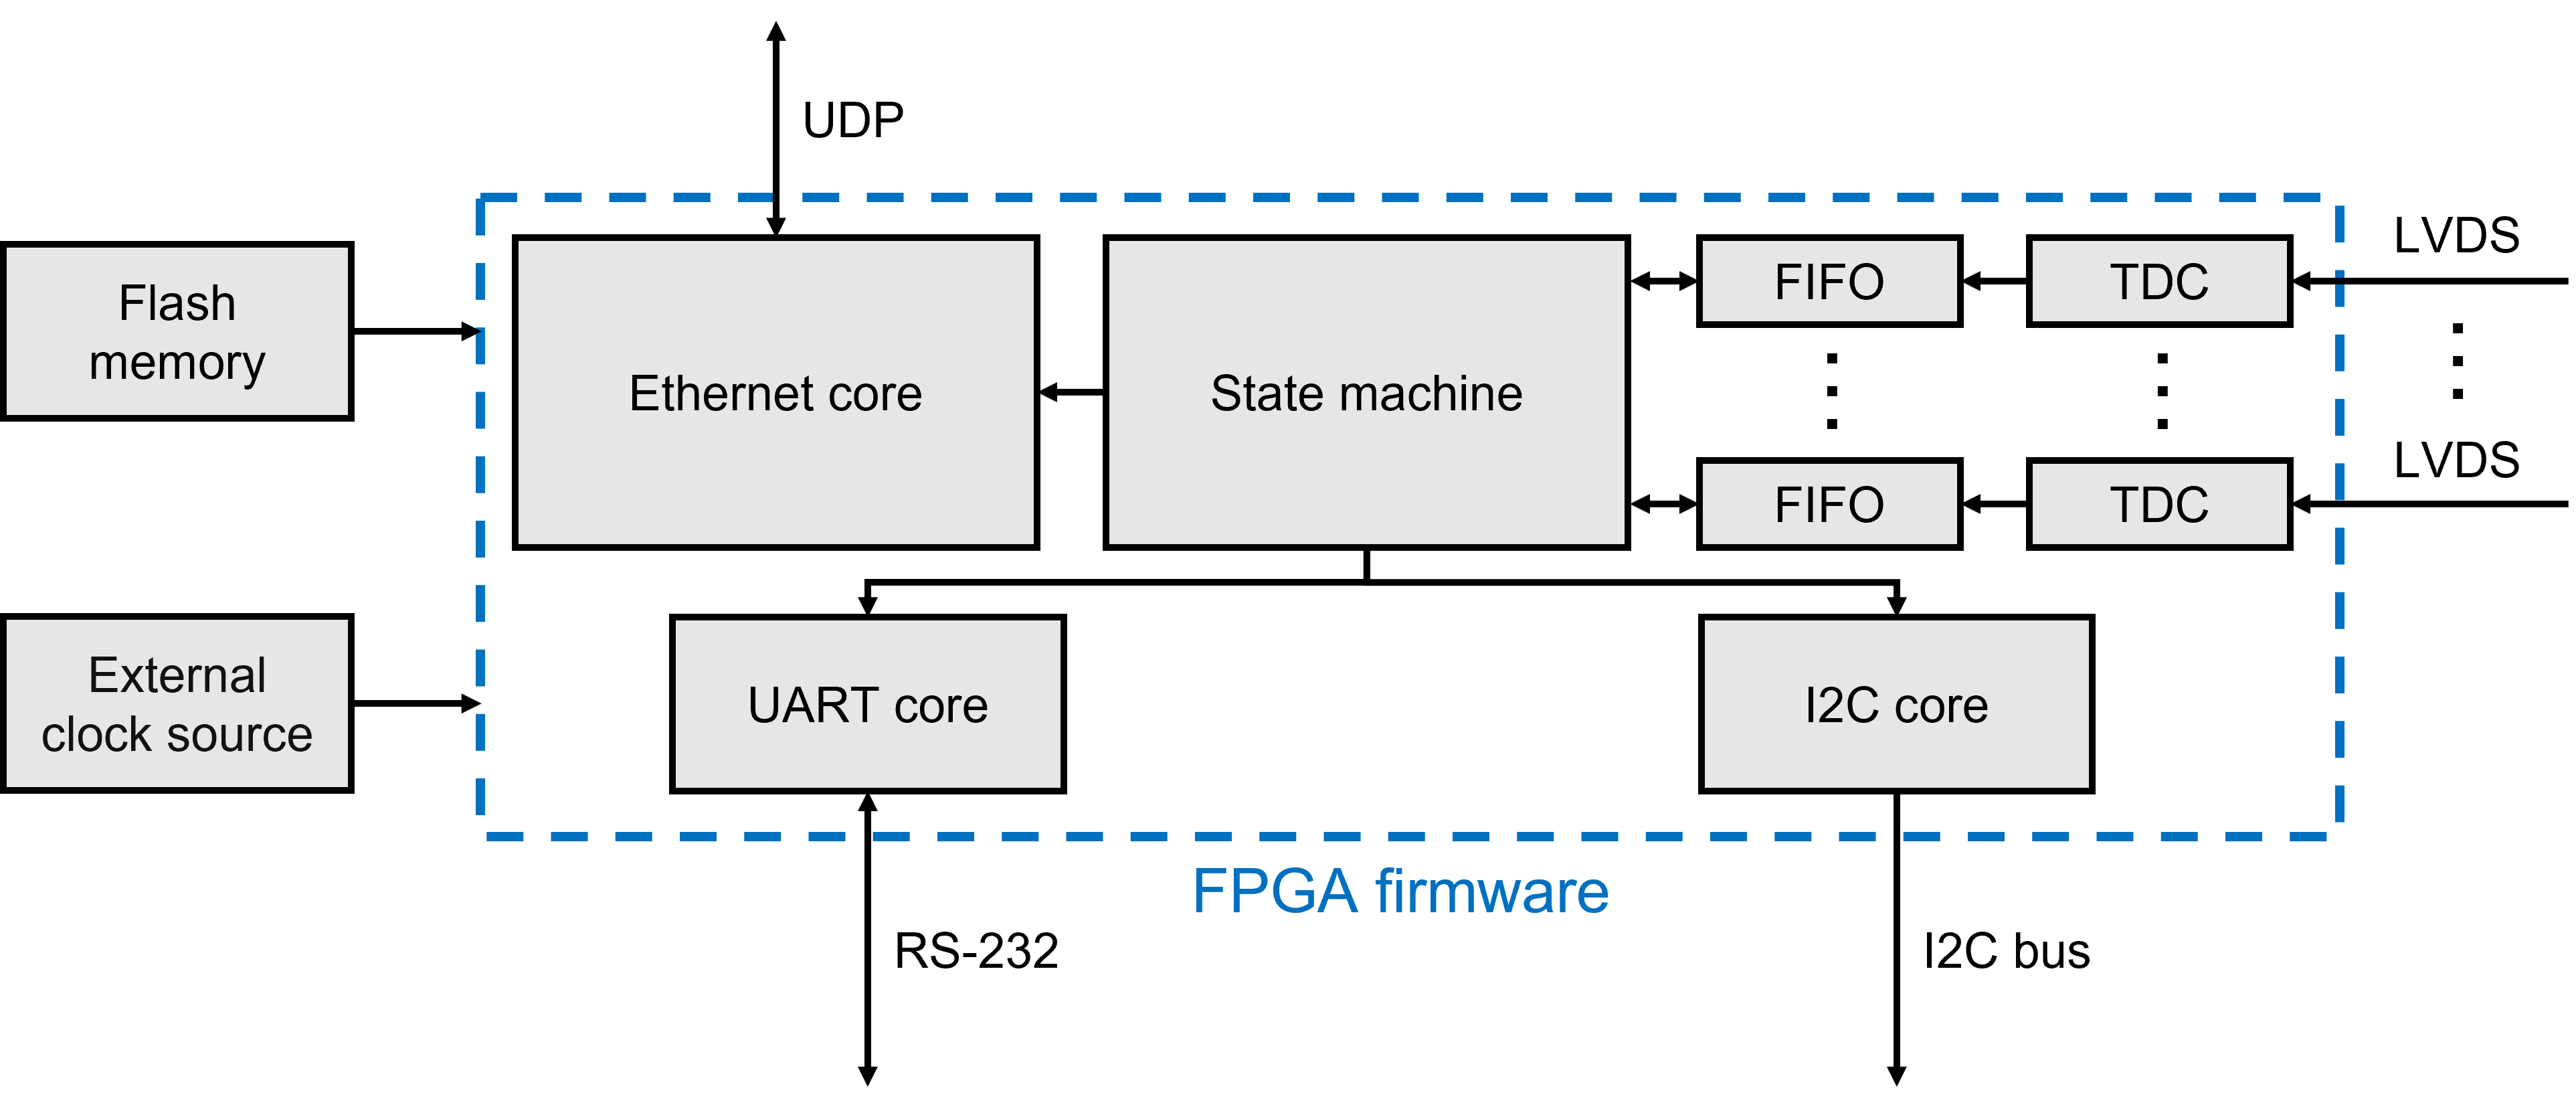 UDP
LVDS
Flash
memory
Ethernet core
State machine
FIFO
TDC
LVDS
FIFO
TDC
External
clock source
UART core
I2C core
FPGA firmware
RS-232
I2C bus